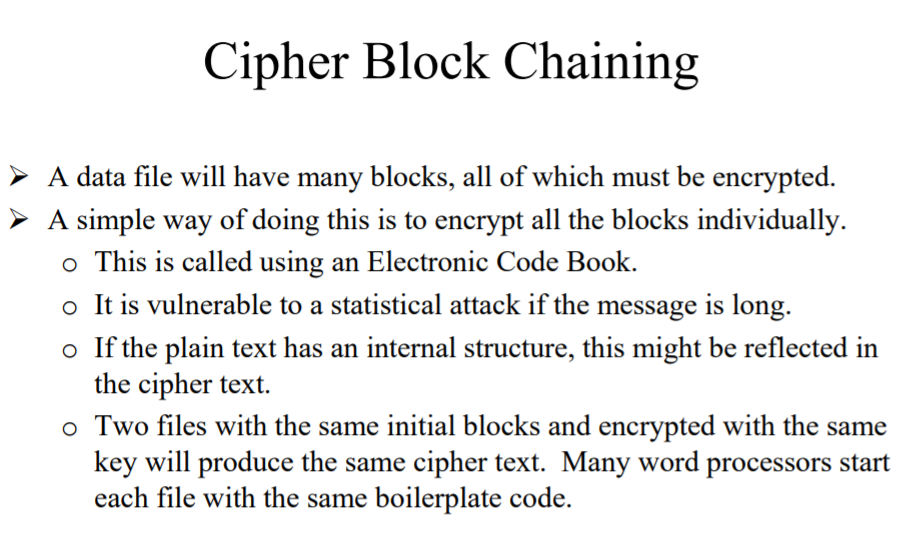 Cipher Block Chaining
➢ A data file will have many blocks, all of which must be encrypted.
➢ A simple way of doing this is to encrypt all the blocks individually.
o This is called using an Electronic Code Book.
o It is vulnerable to a statistical attack if the message is long.
o If the plain text has an internal structure, this might be reflected in
the cipher text.
o Two files with the same initial blocks and encrypted with the same
key will produce the same cipher text.  Many word processors start
each file with the same boilerplate code.